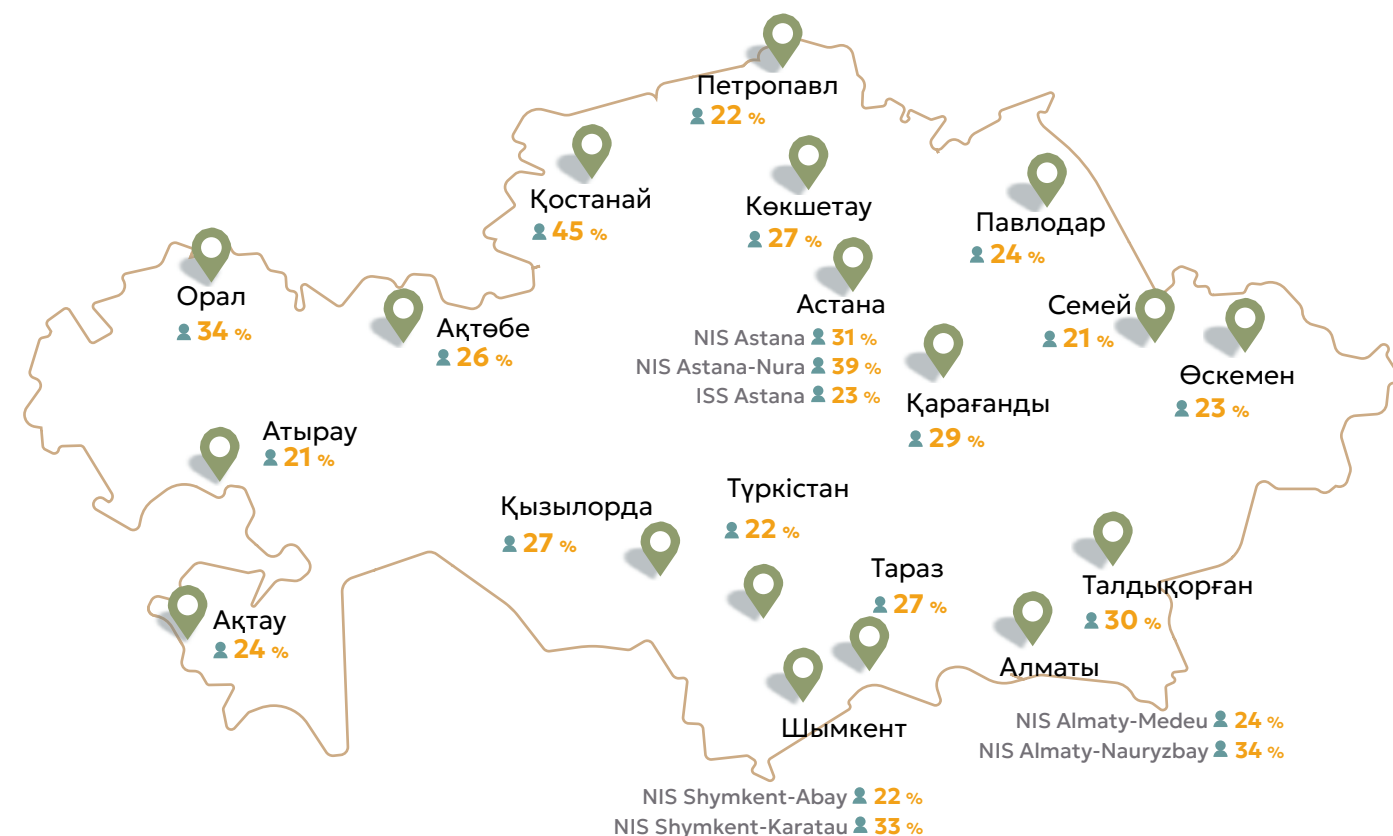 Петропавл
22 %
Қостанай
45 %
Көкшетау
27 %
Павлодар
24 %
Орал
34 %
Ақтөбе
26 %
Астана
NIS Astana 31 %
NIS Astana-Nura 39 %
ISS Astana 23 %
Семей
21 %
Өскемен
23 %
Қарағанды
29 %
Атырау
21 %
Қызылорда
27 %
Түркістан
22 %
Тараз
27 %
Талдықорған
30 %
Ақтау
24 %
Алматы
NIS Almaty-Medeu 24 %
NIS Almaty-Nauryzbay 34 %
Шымкент
NIS Shymkent-Abay 22 %
NIS Shymkent-Karatau 33 %